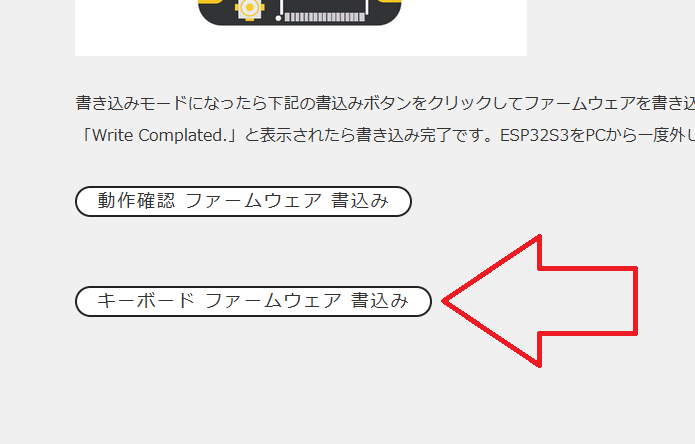 書き込みモードになったら下記の書込みボタンをクリックしてファームウェアを書き込
「Write Complated.」と表示されたら書き込み完了です。ESP32S3をPCから一度外し
動作確認 ファームウェア 書込み
キーボード ファームウェア 書込み